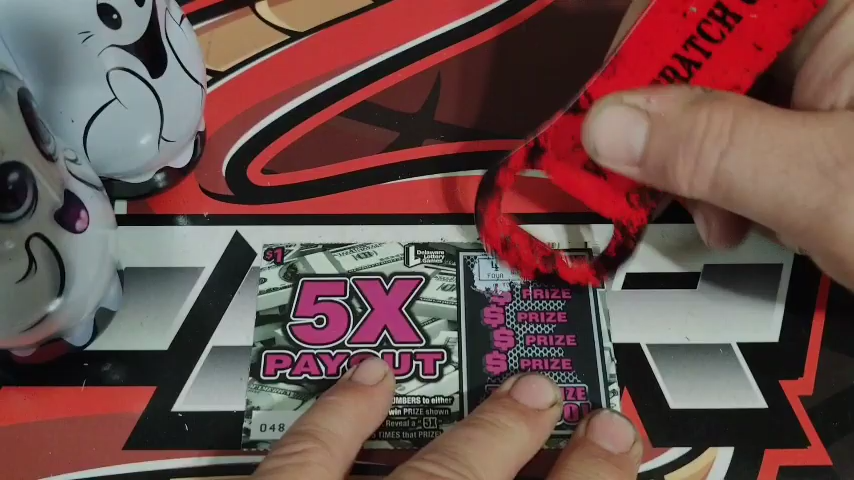 SCRATCH
$1
Delaware
Lottery
Games
5X
PAYOUT
$ PRIZE
$ PRIZE
$ PRIZE
$ PRIZE
NUMBERS to either
win PRIZE shown
Reveal a "5X"
TIMES that PRIZE
048